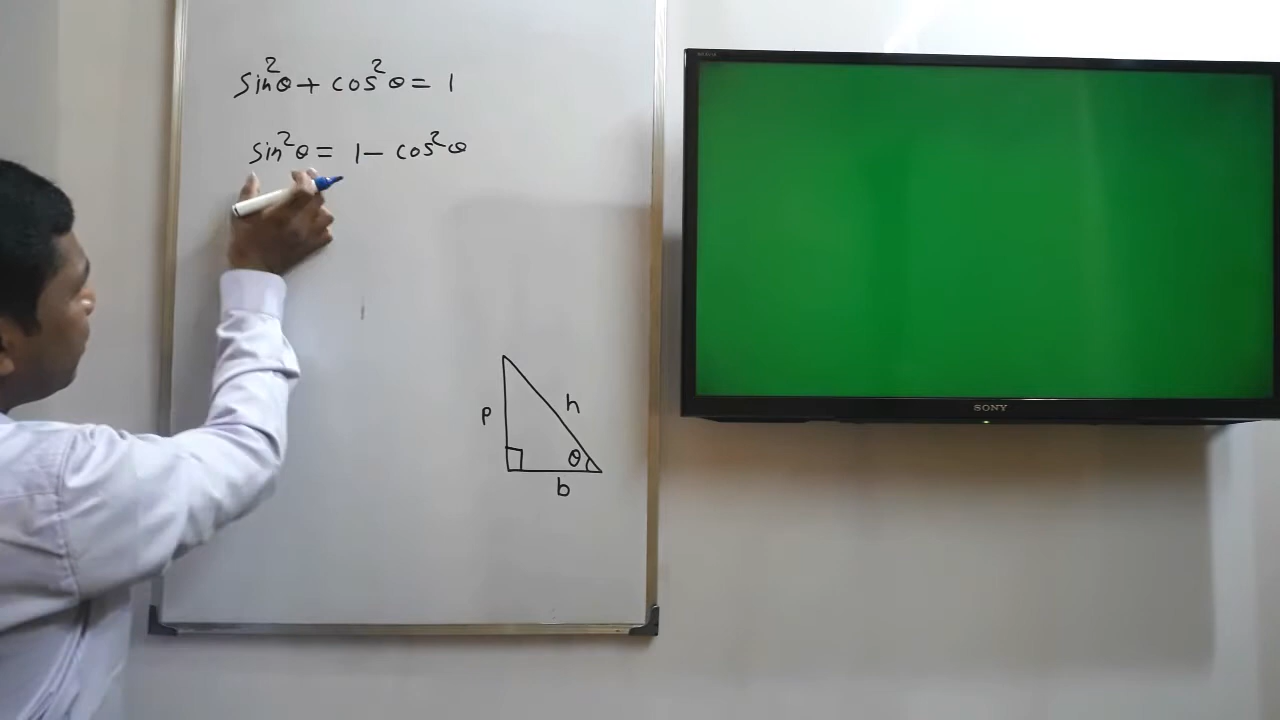 sin²θ + cos²θ = 1
sin²θ = 1 – cos²θ
p
h
θ
b
SONY